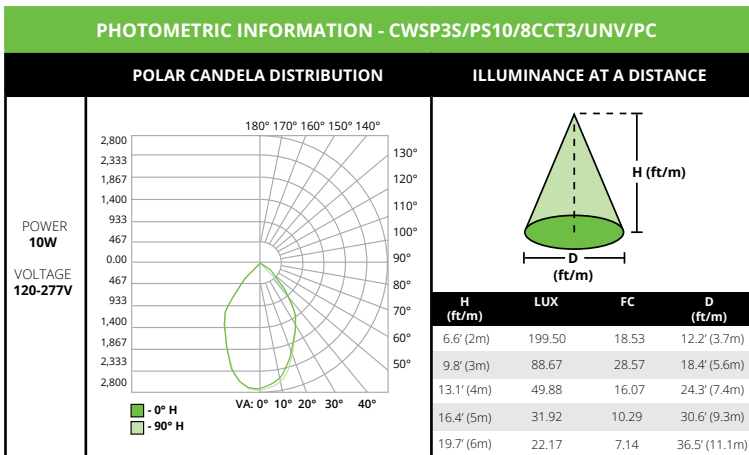 PHOTOMETRIC INFORMATION - CWSP3S/PS10/8CCT3/UNV/PC
POLAR CANDELA DISTRIBUTION
ILLUMINANCE AT A DISTANCE
POWER
10W
VOLTAGE
120-277V
180° 170° 160° 150° 140°
2,800
2,333
1,867
1,400
933
467
0.00
467
933
1,400
1,867
2,333
2,800
130°
120°
110°
100°
90°
80°
70°
60°
50°
VA: 0° 10° 20° 30° 40°
- 0° H
- 90° H
H (ft/m)
D
(ft/m)
H (ft/m) LUX FC D (ft/m)
6.6' (2m) 199.50 18.53 12.2' (3.7m)
9.8' (3m) 88.67 28.57 18.4' (5.6m)
13.1' (4m) 49.88 16.07 24.3' (7.4m)
16.4' (5m) 31.92 10.29 30.6' (9.3m)
19.7' (6m) 22.17 7.14 36.5' (11.1m)